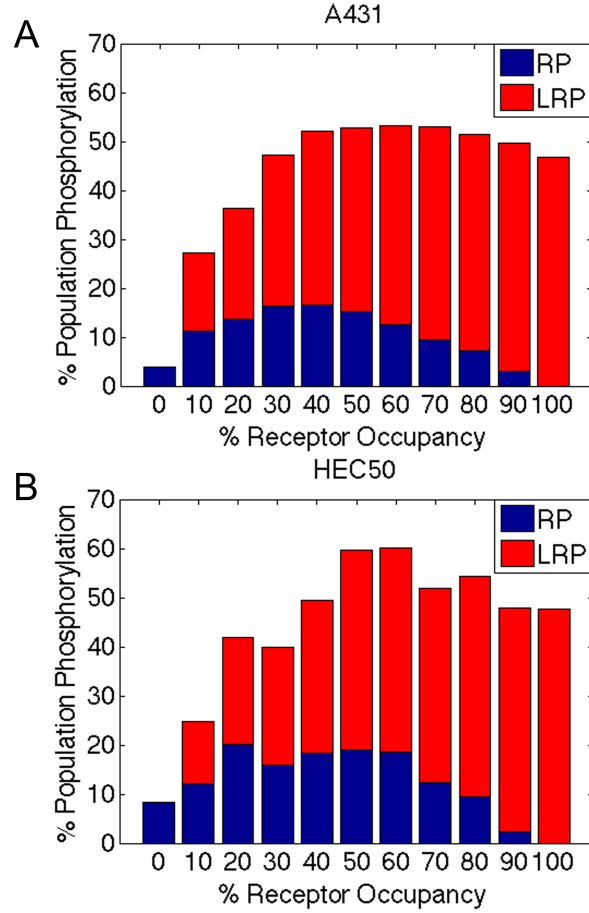 A
A431
% Population Phosphorylation
70
60
50
40
30
20
10
0
RP
LRP
0 10 20 30 40 50 60 70 80 90 100
% Receptor Occupancy
B
HEC50
% Population Phosphorylation
70
60
50
40
30
20
10
0
RP
LRP
0 10 20 30 40 50 60 70 80 90 100
% Receptor Occupancy